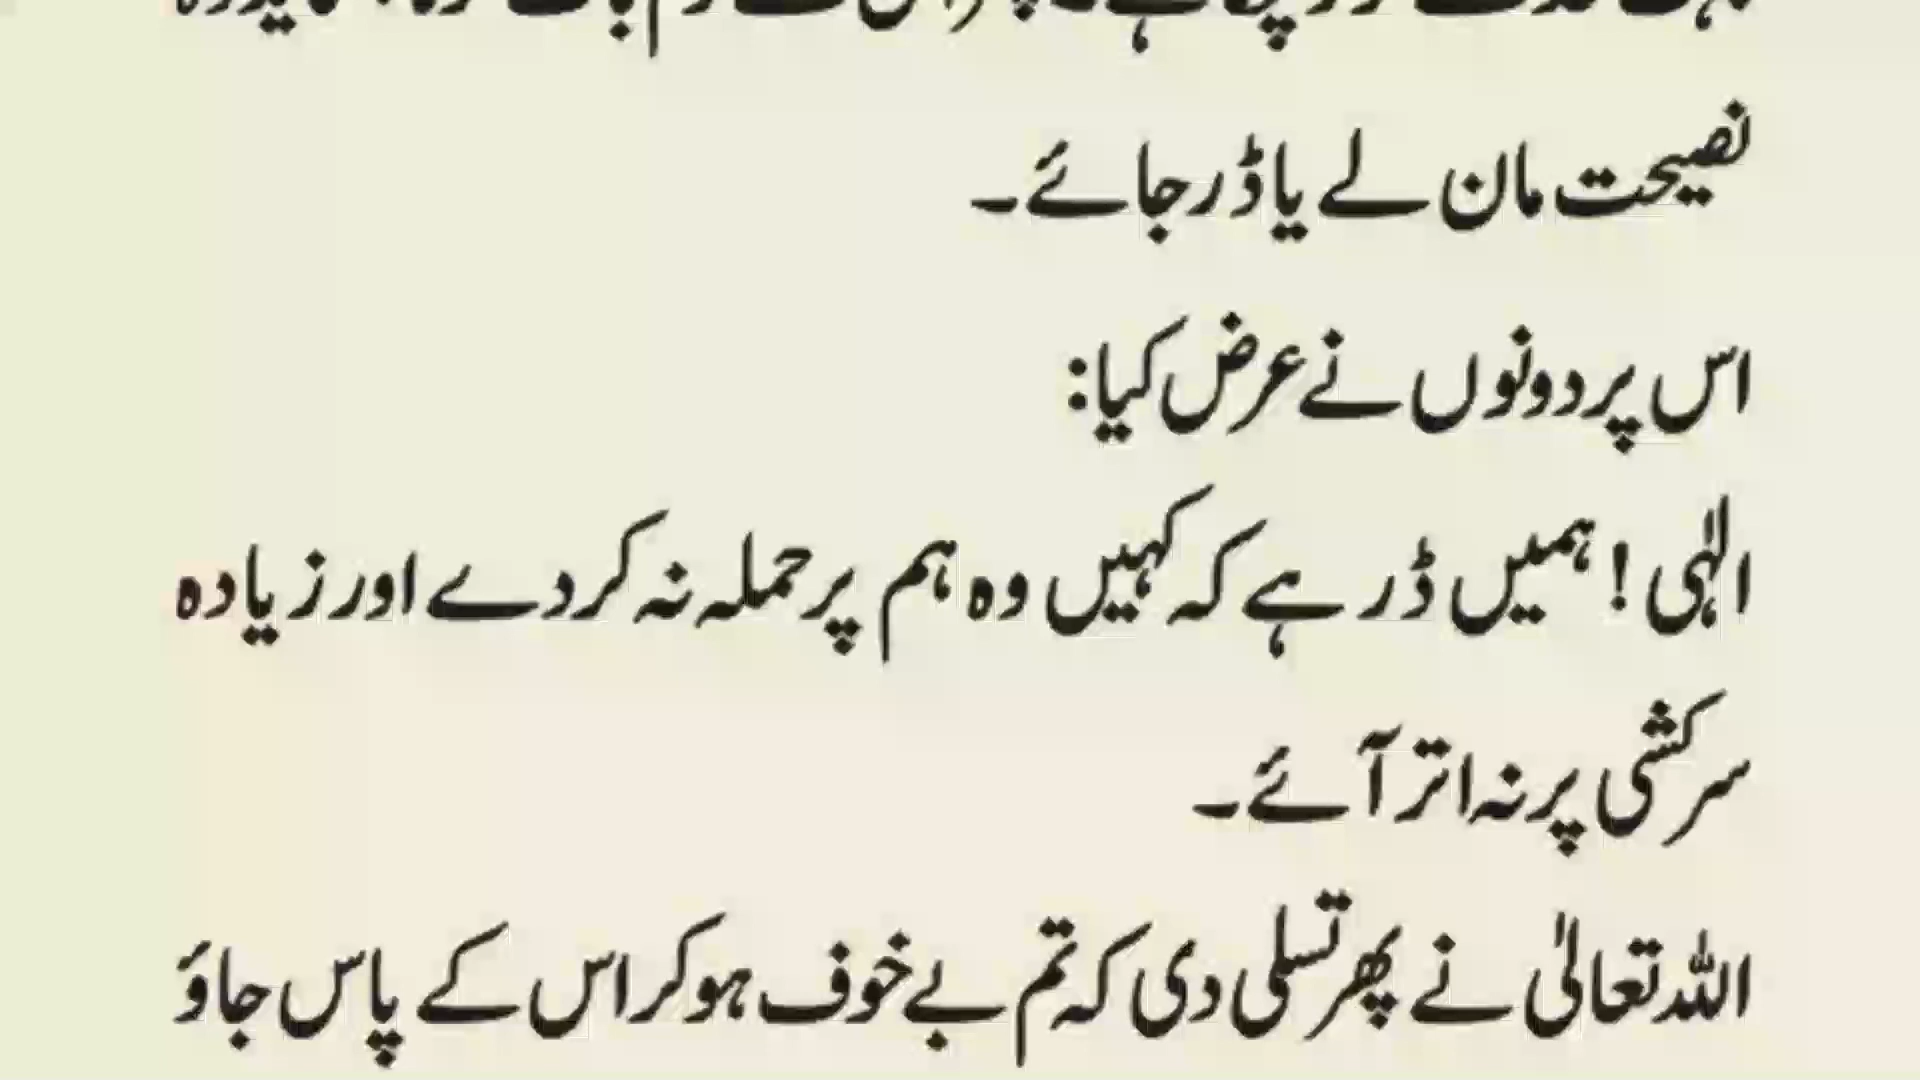 نصیحت مان لے یا ڈر جائے۔
اس پر دونوں نے عرض کیا:
الٰہی! ہمیں ڈر ہے کہ کہیں وہ ہم پر حملہ نہ کر دے اور زیادہ
سرکشی پر نہ اتر آئے۔
اللہ تعالیٰ نے پھر تسلی دی کہ تم بے خوف ہو کر اس کے پاس جاؤ